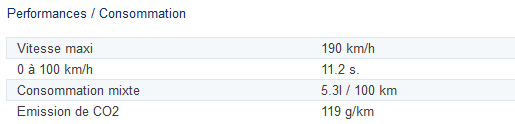 Performances / Consommation
Vitesse maxi 190 km/h
0 à 100 km/h 11.2 s.
Consommation mixte 5.3l / 100 km
Emission de CO2 119 g/km